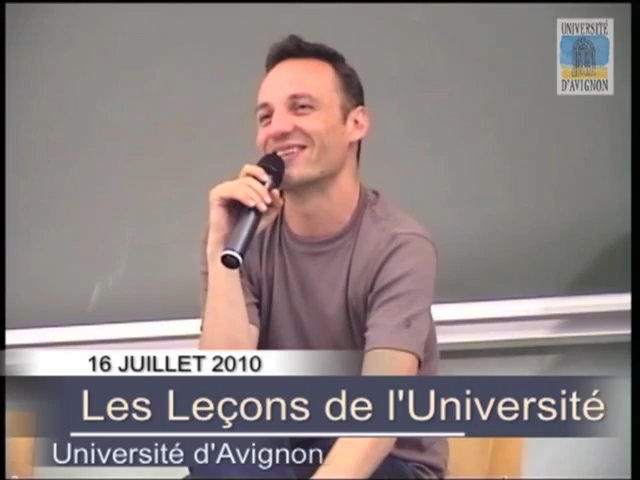 UNIVERSITÉ
D'AVIGNON
16 JUILLET 2010
Les Leçons de l'Université
Université d'Avignon